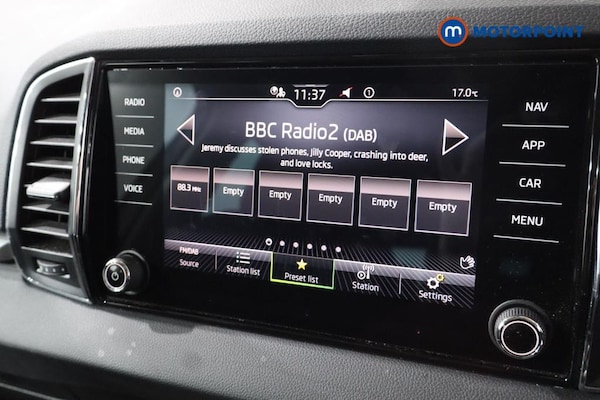 MOTORPOINT
RADIO
MEDIA
PHONE
VOICE
11:37
17.0°C
BBC Radio2 (DAB)
Jeremy discusses stolen phones, Jilly Cooper, crashing into deer,
and love locks.
88.3 MHz
Empty
Empty
Empty
Empty
Empty
FM/DAB
Source
Station list
Preset list
Station
Settings
NAV
APP
CAR
MENU